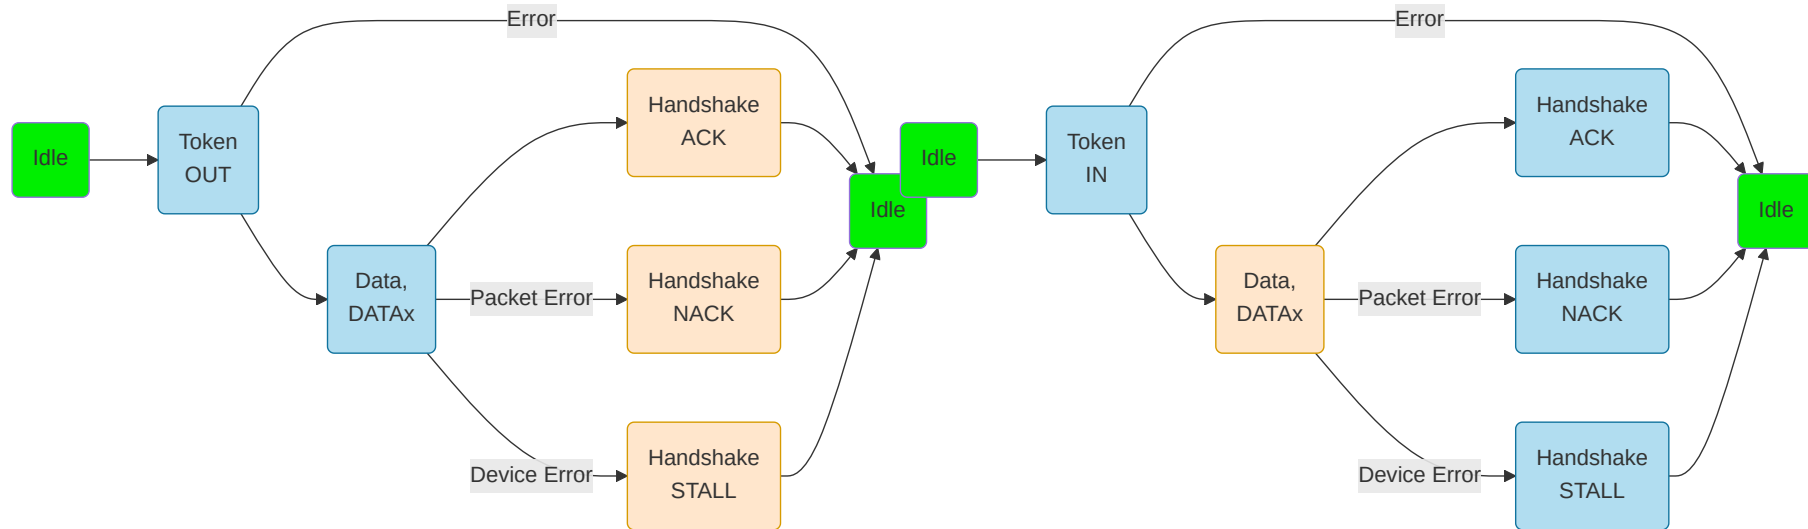 Error
Idle
Token
OUT
Data,
DATAx
Handshake
ACK
Packet Error
Handshake
NACK
Device Error
Handshake
STALL
Idle
Error
Idle
Token
IN
Data,
DATAx
Handshake
ACK
Packet Error
Handshake
NACK
Device Error
Handshake
STALL
Idle